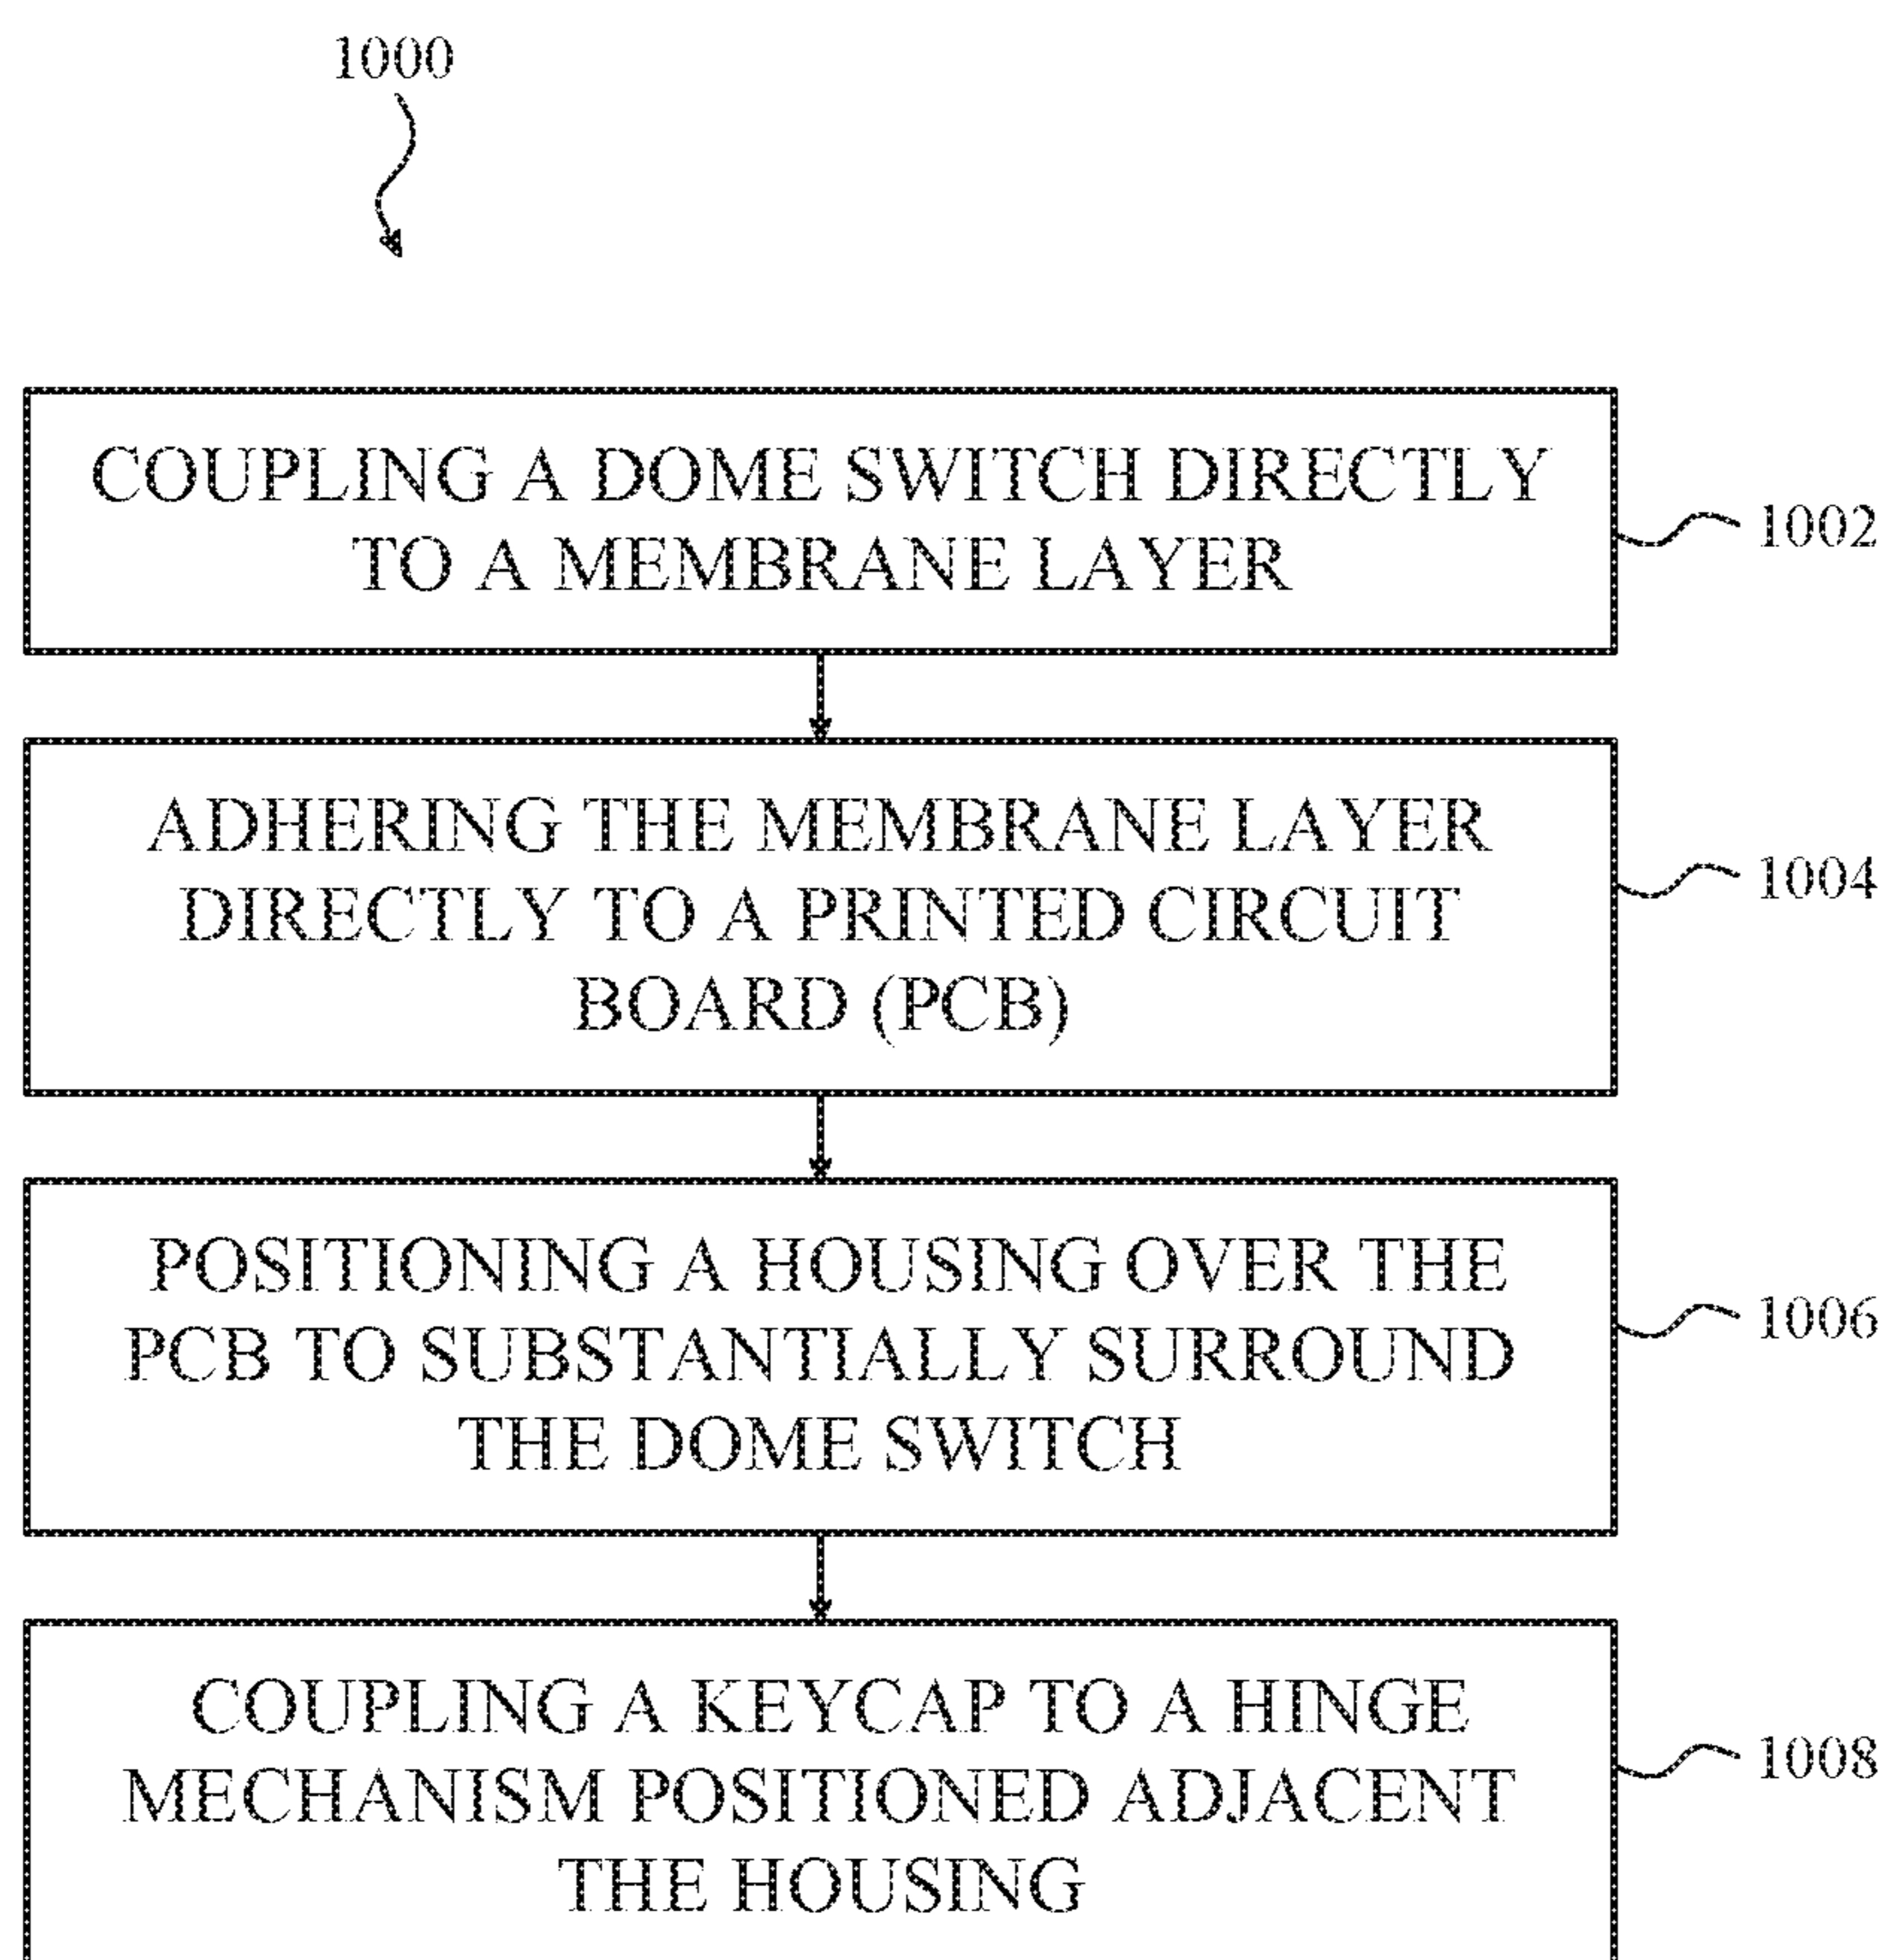 1000
COUPLING A DOME SWITCH DIRECTLY
TO A MEMBRANE LAYER
1002
ADHERING THE MEMBRANE LAYER
DIRECTLY TO A PRINTED CIRCUIT
BOARD (PCB)
1004
POSITIONING A HOUSING OVER THE
PCB TO SUBSTANTIALLY SURROUND
THE DOME SWITCH
1006
COUPLING A KEYCAP TO A HINGE
MECHANISM POSITIONED ADJACENT
THE HOUSING
1008